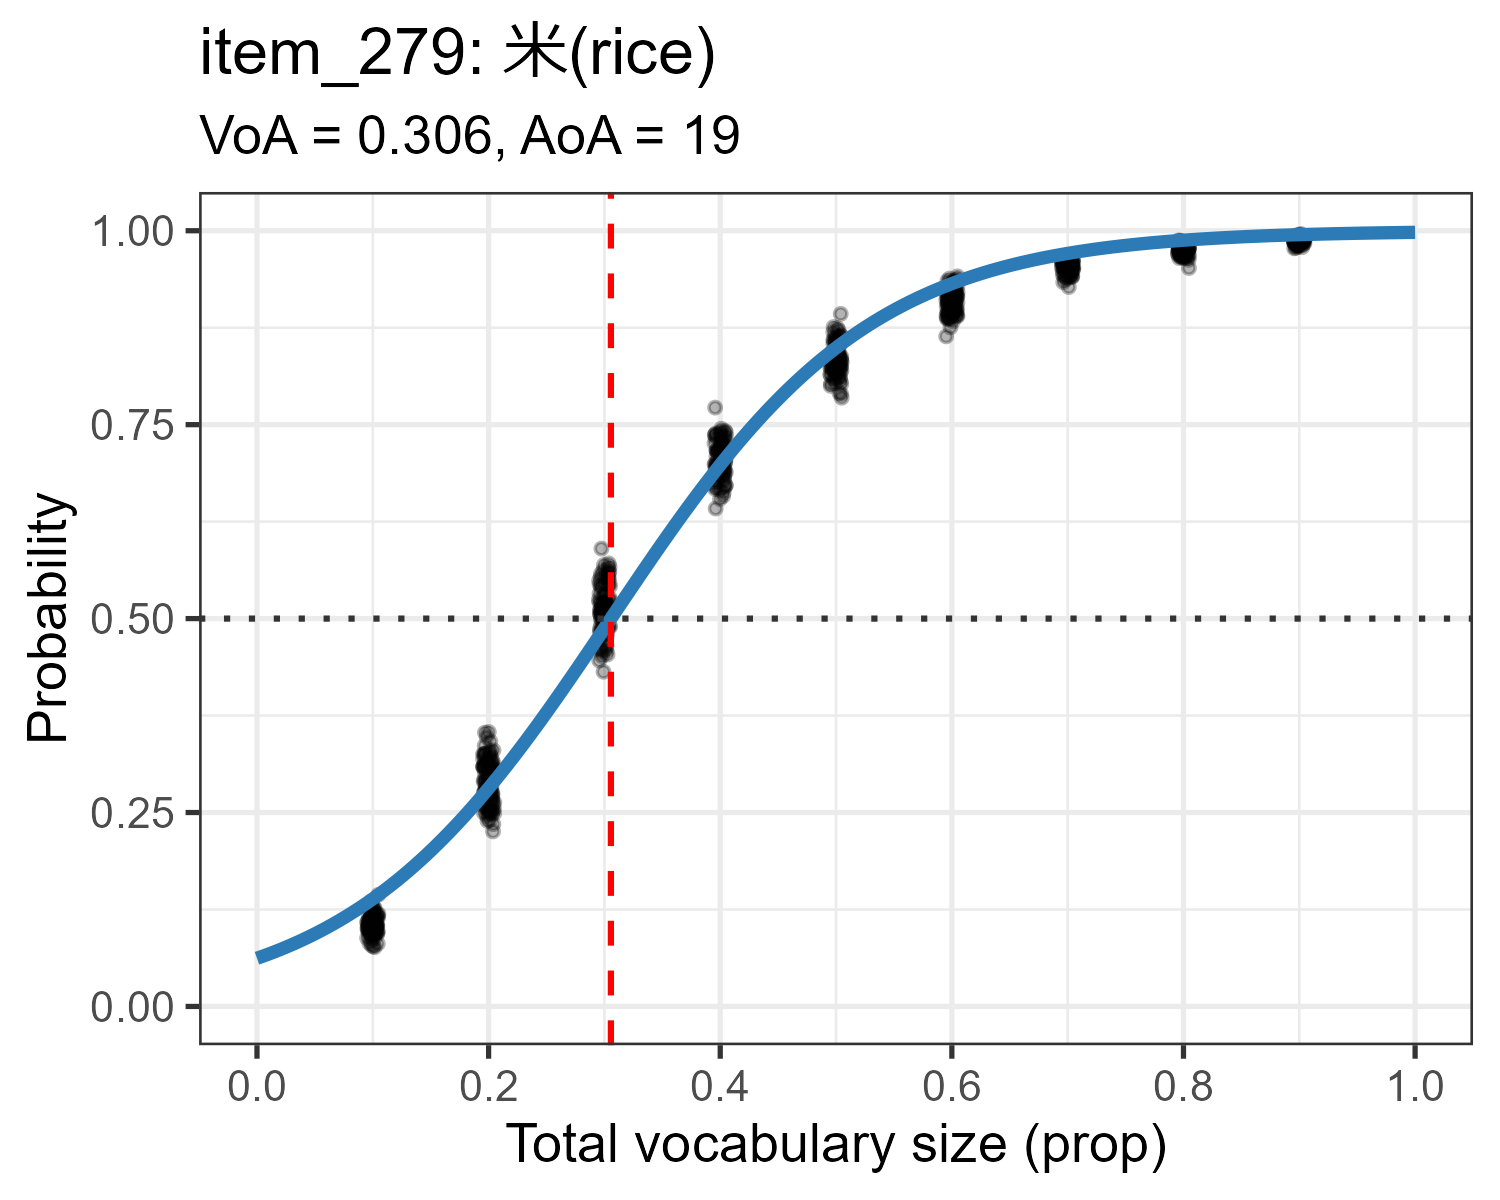 item_279: 米(rice)
VoA = 0.306, AoA = 19
1.00
0.75
0.50
0.25
0.00
Probability
0.0 0.2 0.4 0.6 0.8 1.0
Total vocabulary size (prop)